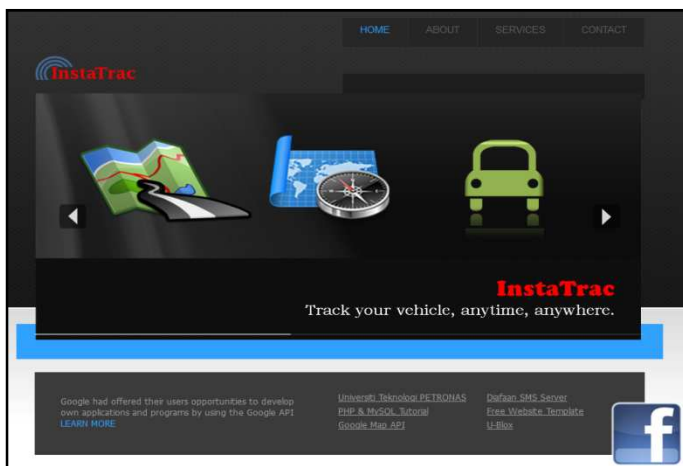 HOME ABOUT SERVICES CONTACT
InstaTrac
InstaTrac
Track your vehicle, anytime, anywhere.
Google had offered their users opportunities to develop
own applications and programs by using the Google API
LEARN MORE
Universiti Teknologi PETRONAS
PHP & MySQL Tutorial
Google Map API
Diafaan SMS Server
Free Website Template
U-Blox
f